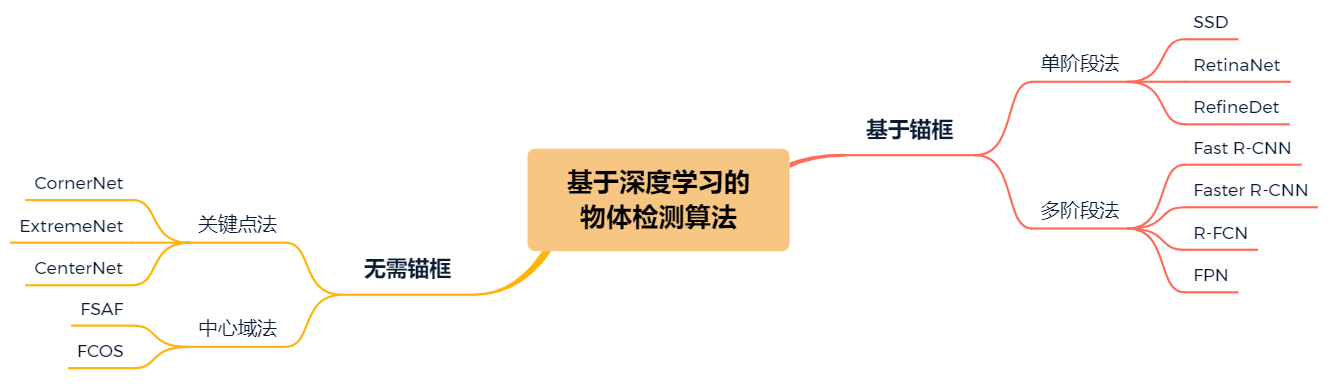 基于深度学习的
物体检测算法
基于锚框
单阶段法
SSD
RetinaNet
RefineDet
多阶段法
Fast R-CNN
Faster R-CNN
R-FCN
FPN
无需锚框
关键点法
CornerNet
ExtremeNet
CenterNet
中心域法
FSAF
FCOS